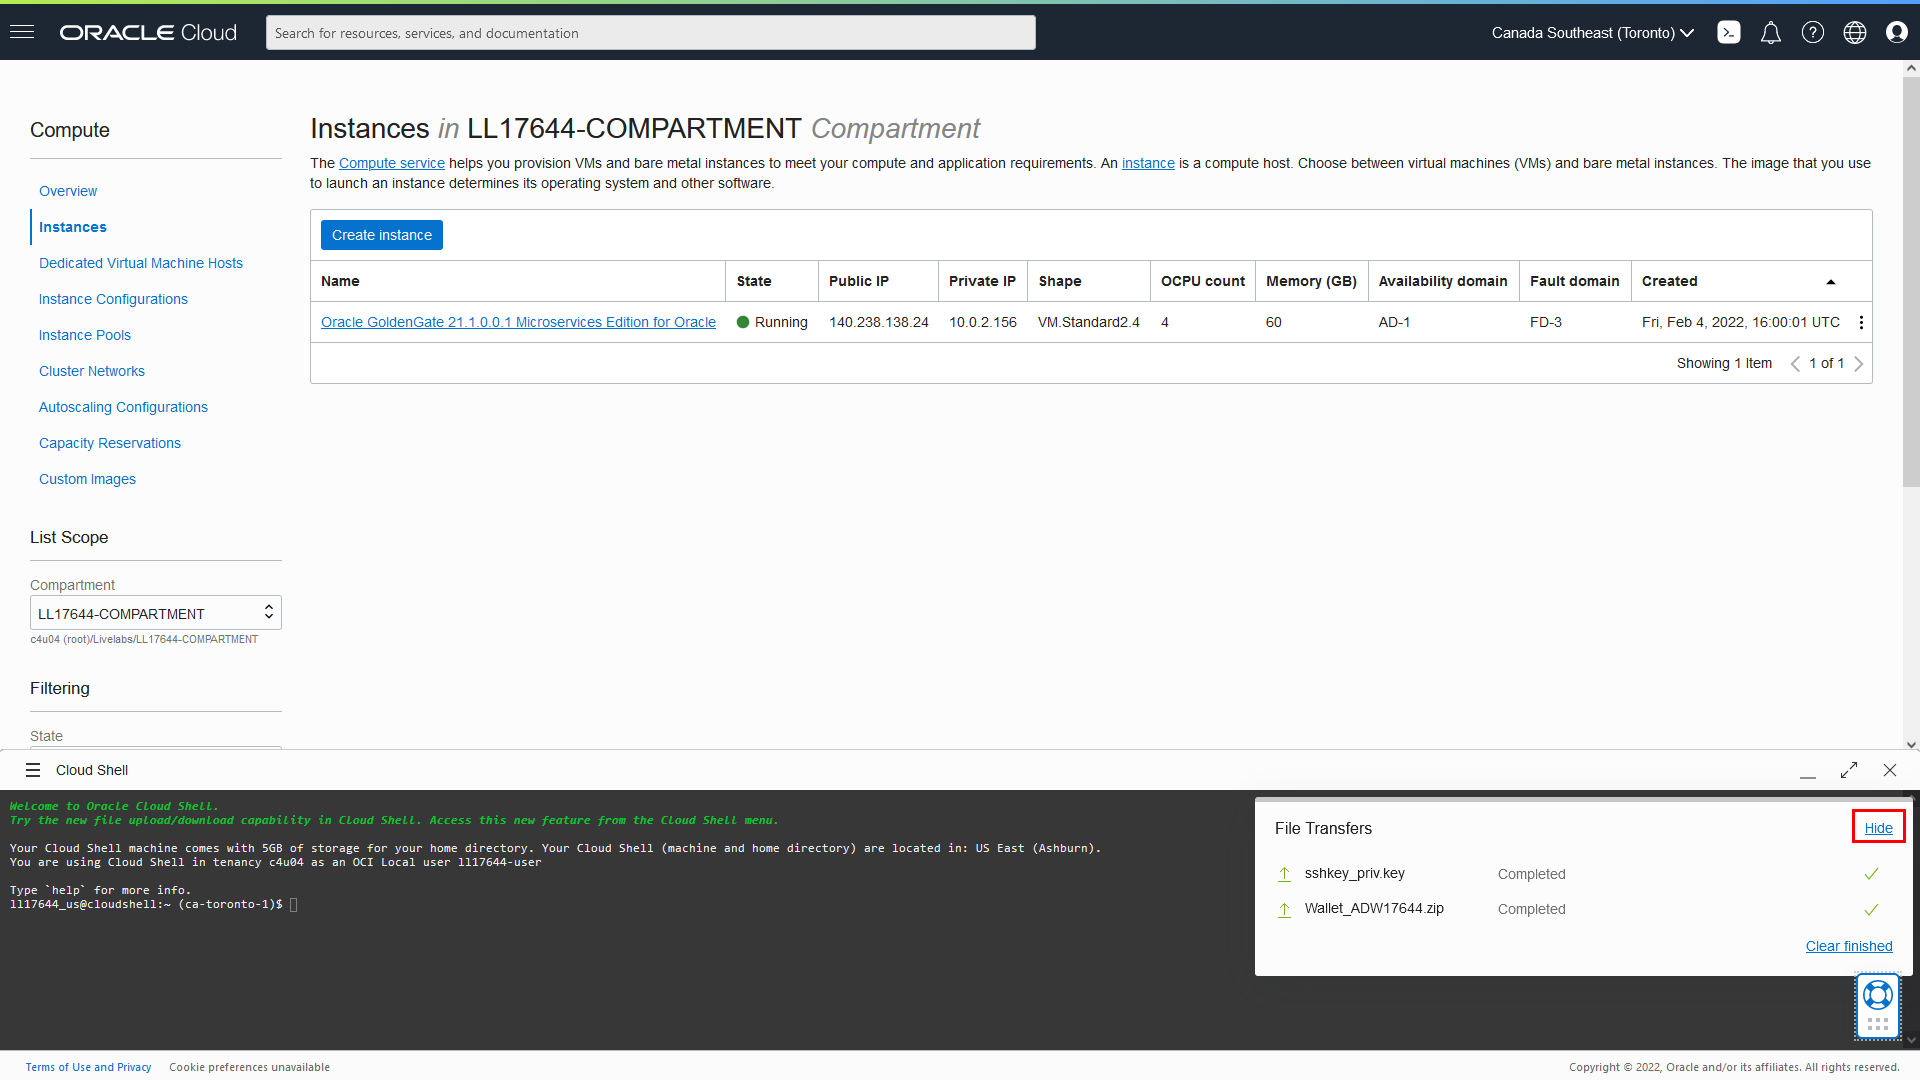 ORACLE Cloud
Search for resources, services, and documentation
Canada Southeast (Toronto)
Compute
Overview
Instances
Dedicated Virtual Machine Hosts
Instance Configurations
Instance Pools
Cluster Networks
Autoscaling Configurations
Capacity Reservations
Custom Images
List Scope
Compartment
LL17644-COMPARTMENT
c4u04 (root)/Livelabs/LL17644-COMPARTMENT
Filtering
State
Instances in LL17644-COMPARTMENT Compartment
The Compute service helps you provision VMs and bare metal instances to meet your compute and application requirements. An instance is a compute host. Choose between virtual machines (VMs) and bare metal instances. The image that you use
to launch an instance determines its operating system and other software.
Create instance
Name State Public IP Private IP Shape OCPU count Memory (GB) Availability domain Fault domain Created
Oracle GoldenGate 21.1.0.0.1 Microservices Edition for Oracle Running 140.238.138.24 10.0.2.156 VM.Standard2.4 4 60 AD-1 FD-3 Fri, Feb 4, 2022, 16:00:01 UTC
Showing 1 Item 1 of 1
Cloud Shell
Welcome to Oracle Cloud Shell.
Try the new file upload/download capability in Cloud Shell. Access this new feature from the Cloud Shell menu.
Your Cloud Shell machine comes with 5GB of storage for your home directory. Your Cloud Shell (machine and home directory) are located in: US East (Ashburn).
You are using Cloud Shell in tenancy c4u04 as an OCI Local user ll17644-user
Type `help` for more info.
ll17644_us@cloudshell:~ (ca-toronto-1)$
File Transfers Hide
sshkey_priv.key Completed
Wallet_ADW17644.zip Completed
Clear finished
Terms of Use and Privacy Cookie preferences unavailable
Copyright © 2022, Oracle and/or its affiliates. All rights reserved.